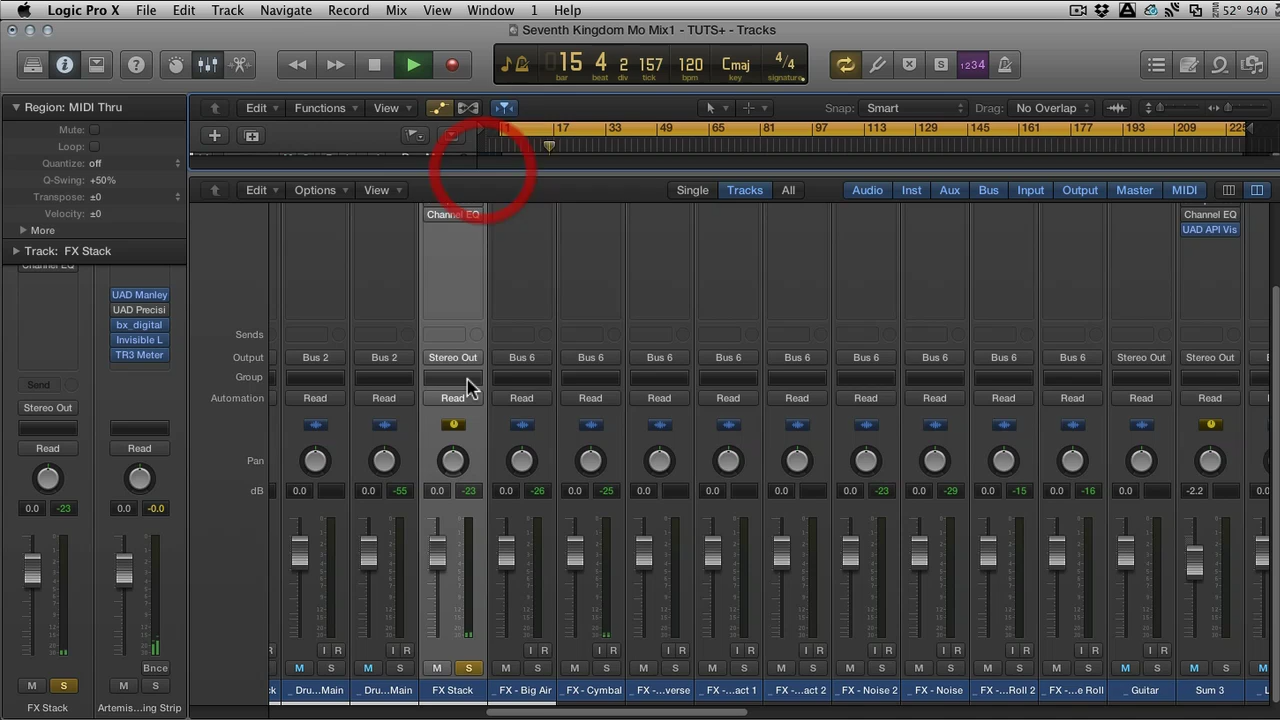 Logic Pro X File Edit Track Navigate Record Mix View Window 1 Help 52° 940
Seventh Kingdom Mo Mix1 - TUTS+ - Tracks
15 4 2 157 120 Cmaj 4/4
bar beat div tick bpm key signature
1234
Region: MIDI Thru
Mute:
Loop:
Quantize: off
Q-Swing: +50%
Transpose: ±0
Velocity: ±0
More
Track: FX Stack
Edit Functions View Snap: Smart Drag: No Overlap
1 17 33 49 65 81 97 113 129 145 161 177 193 209 225
Edit Options View Single Tracks All Audio Inst Aux Bus Input Output Master MIDI
Channel EQ Channel EQ
UAD API Vis
Channel EQ
UAD Manley
UAD Precisi
bx_digital
Invisible L
TR3 Meter
Send
Stereo Out
Read Read
0.0 -23 0.0 -0.0
Bnce
M S M S
FX Stack Artemis...ing Strip
Sends
Output Bus 2 Bus 2 Stereo Out Bus 6 Bus 6 Bus 6 Bus 6 Bus 6 Bus 6 Bus 6 Bus 6 Bus 6 Stereo Out Stereo Out
Group
Automation Read Read Read Read Read Read Read Read Read Read Read Read Read Read
Pan
dB 0.0 0.0 -55 0.0 -23 0.0 -26 0.0 -25 0.0 0.0 0.0 0.0 -23 0.0 -29 0.0 -15 0.0 -16 0.0 -2.2 0.0
R I R I R I R I R I R I R I R I R I R I R I R
M S M S M S M S M S M S M S M S M S M S M S M S M S M S
Dru...Main Dru...Main FX Stack FX - Big Air FX - Cymbal FX -...verse FX -...act 1 FX -...act 2 FX - Noise 2 FX - Noise FX -...Roll 2 FX -...e Roll Guitar Sum 3